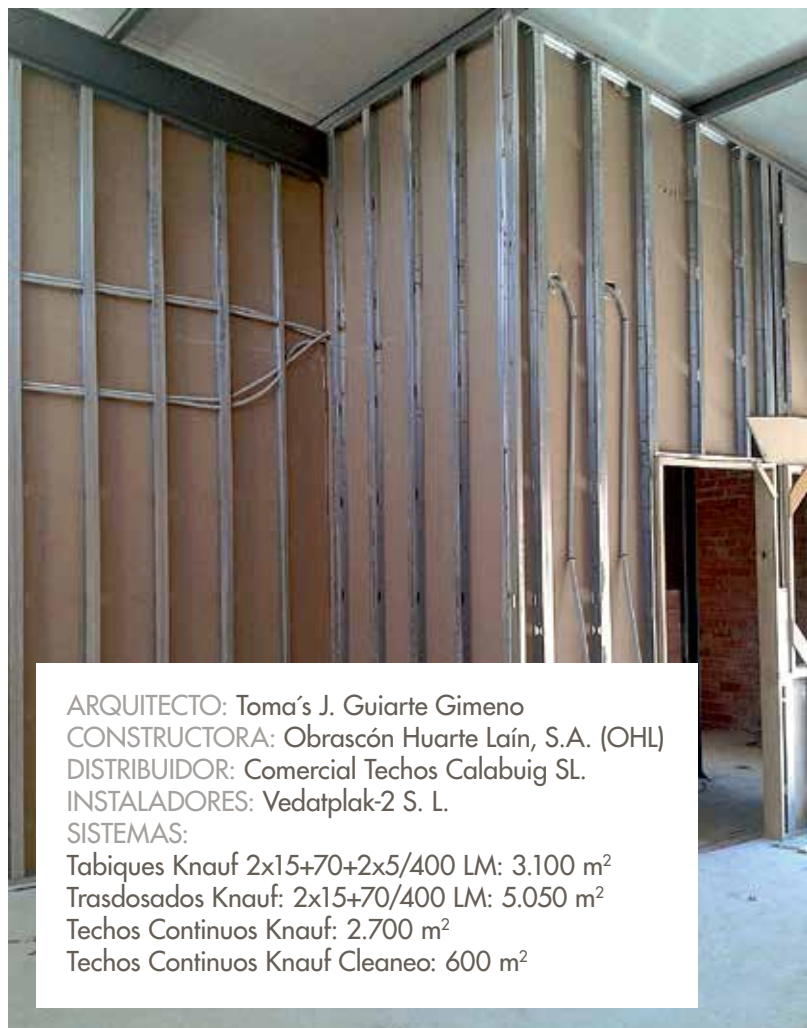 ARQUITECTO: Toma´s J. Guiarte Gimeno
CONSTRUCTORA: Obrascón Huarte Laín, S.A. (OHL)
DISTRIBUIDOR: Comercial Techos Calabuig SL.
INSTALADORES: Vedatplak-2 S. L.
SISTEMAS:
Tabiques Knauf 2x15+70+2x5/400 LM: 3.100 m²
Trasdosados Knauf: 2x15+70/400 LM: 5.050 m²
Techos Continuos Knauf: 2.700 m²
Techos Continuos Knauf Cleaneo: 600 m²